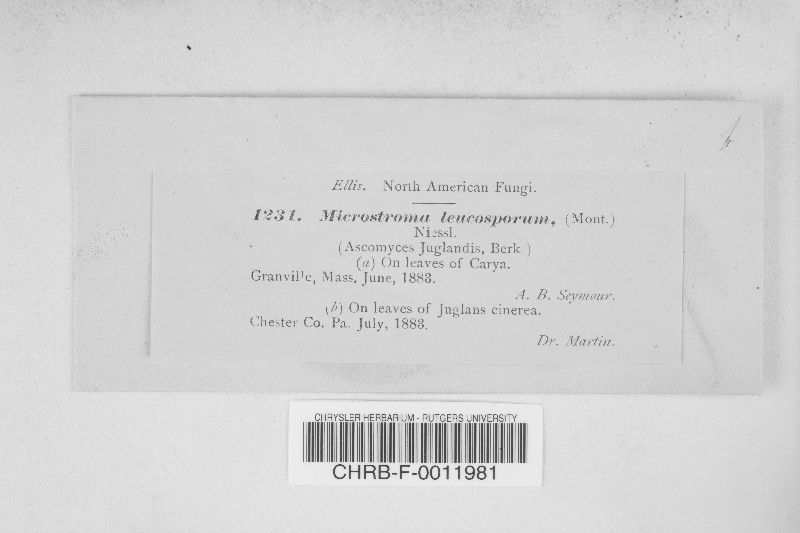 b
Ellis. North American Fungi.
1231. Microstroma leucosporum, (Mont.)
Niessl.
(Ascomyces Juglandis, Berk )
(a) On leaves of Carya.
Granville, Mass. June, 1883.
A. B. Seymour.
(b) On leaves of Juglans cinerea.
Chester Co. Pa. July, 1883.
Dr. Martin.
CHRYSLER HERBARIUM - RUTGERS UNIVERSITY
CHRB-F-0011981